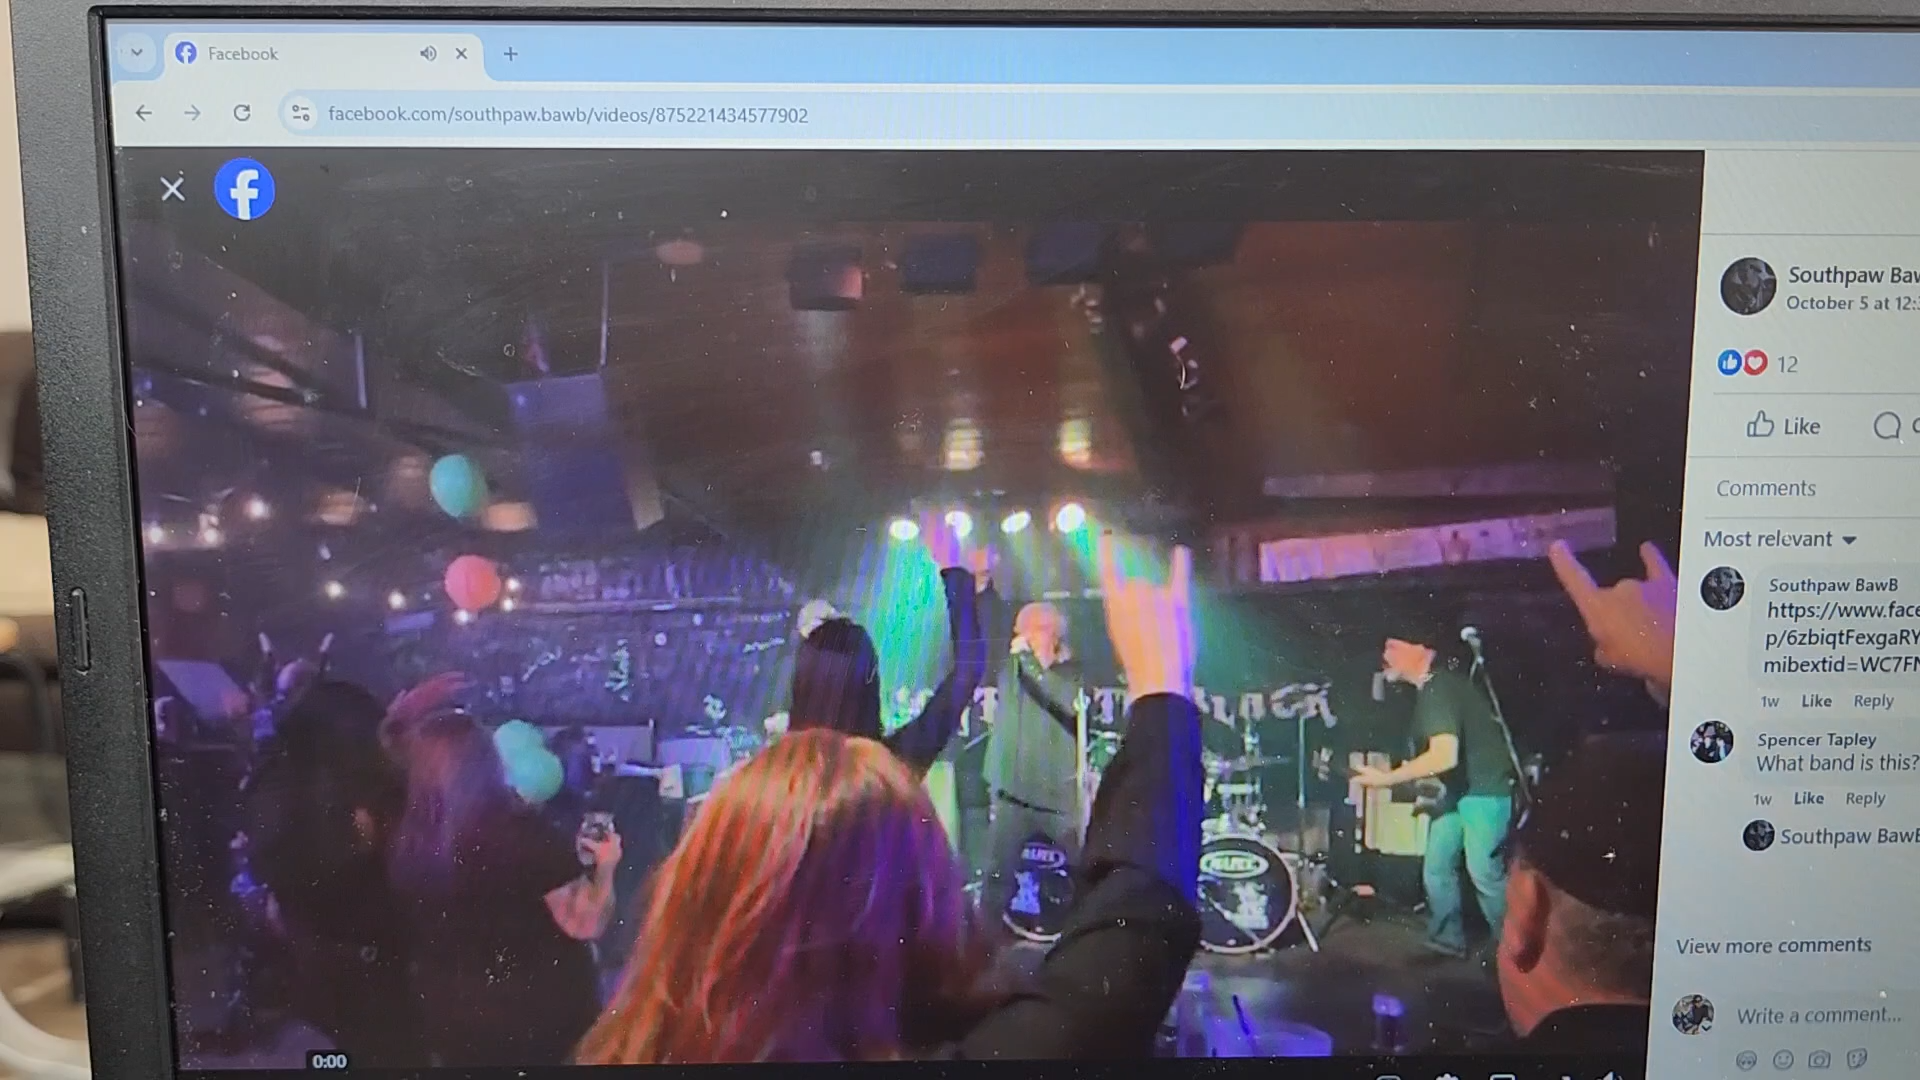 Facebook
facebook.com/southpaw.bawb/videos/875221434577902
Southpaw Baw
October 5 at 12:
12
Like
Comments
Most relevant
Southpaw BawB
https://www.face
p/6zbiqtFexgaRY
mibextid=WC7FN
1w Like Reply
Spencer Tapley
What band is this?
1w Like Reply
Southpaw BawB
View more comments
Write a comment...
0:00